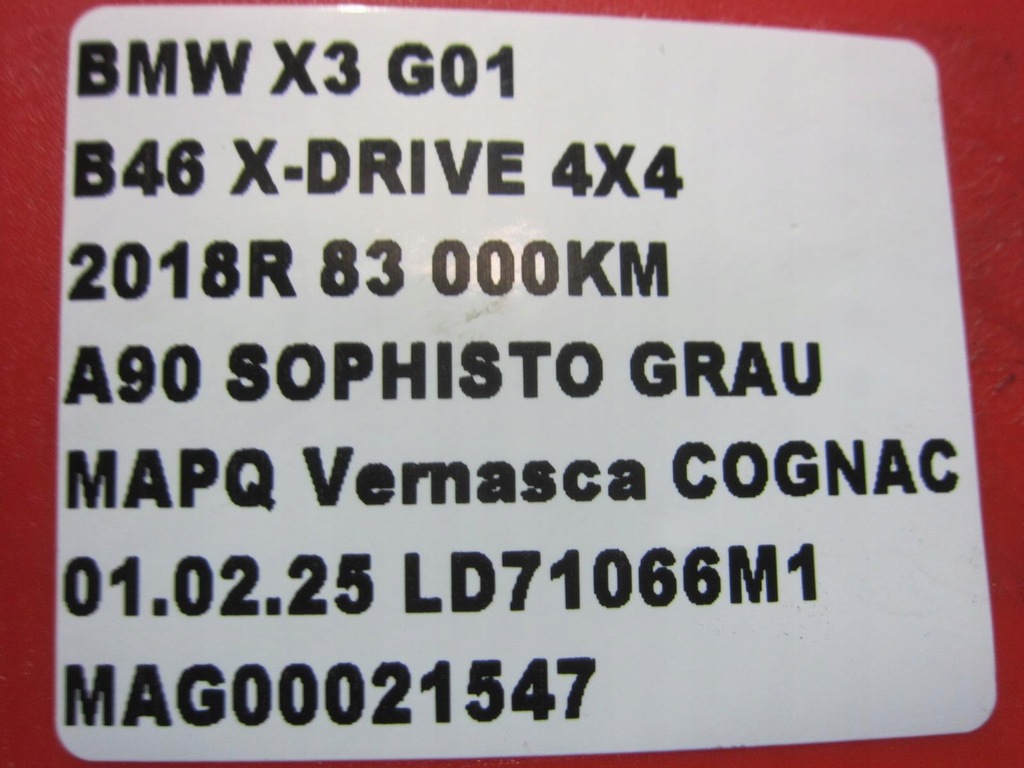 BMW X3 G01
B46 X-DRIVE 4X4
2018R 83 000KM
A90 SOPHISTO GRAU
MAPQ Vernasca COGNAC
01.02.25 LD71066M1
MAG00021547